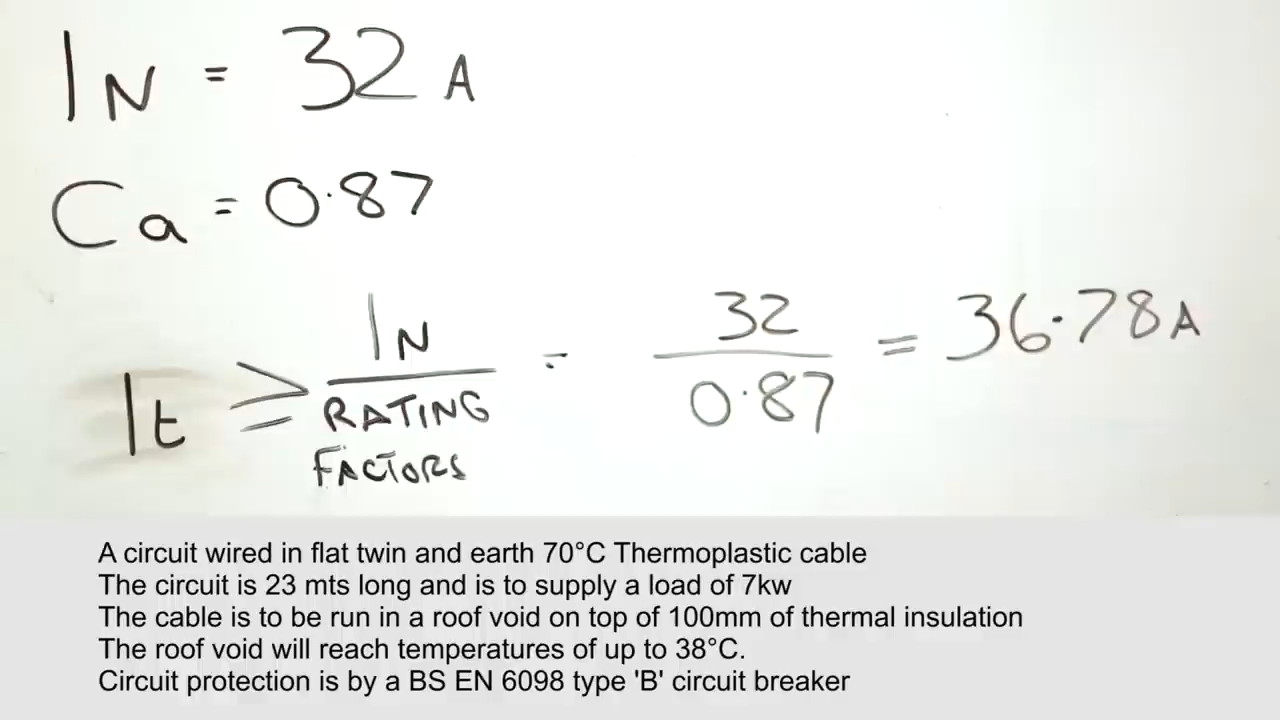 IN = 32 A
Ca = 0.87
It ≥ IN / RATING FACTORS = 32 / 0.87 = 36.78 A
A circuit wired in flat twin and earth 70°C Thermoplastic cable
The circuit is 23 mts long and is to supply a load of 7kw
The cable is to be run in a roof void on top of 100mm of thermal insulation
The roof void will reach temperatures of up to 38°C.
Circuit protection is by a BS EN 6098 type 'B' circuit breaker